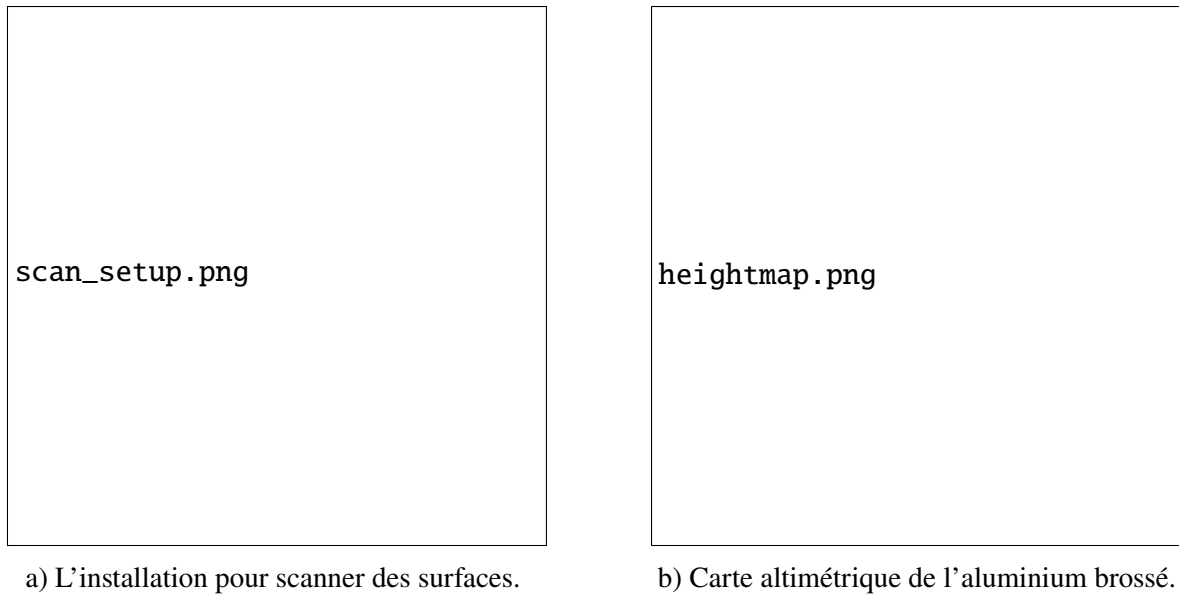 scan_setup.png
heightmap.png
a) L'installation pour scanner des surfaces.
b) Carte altimétrique de l'aluminium brossé.